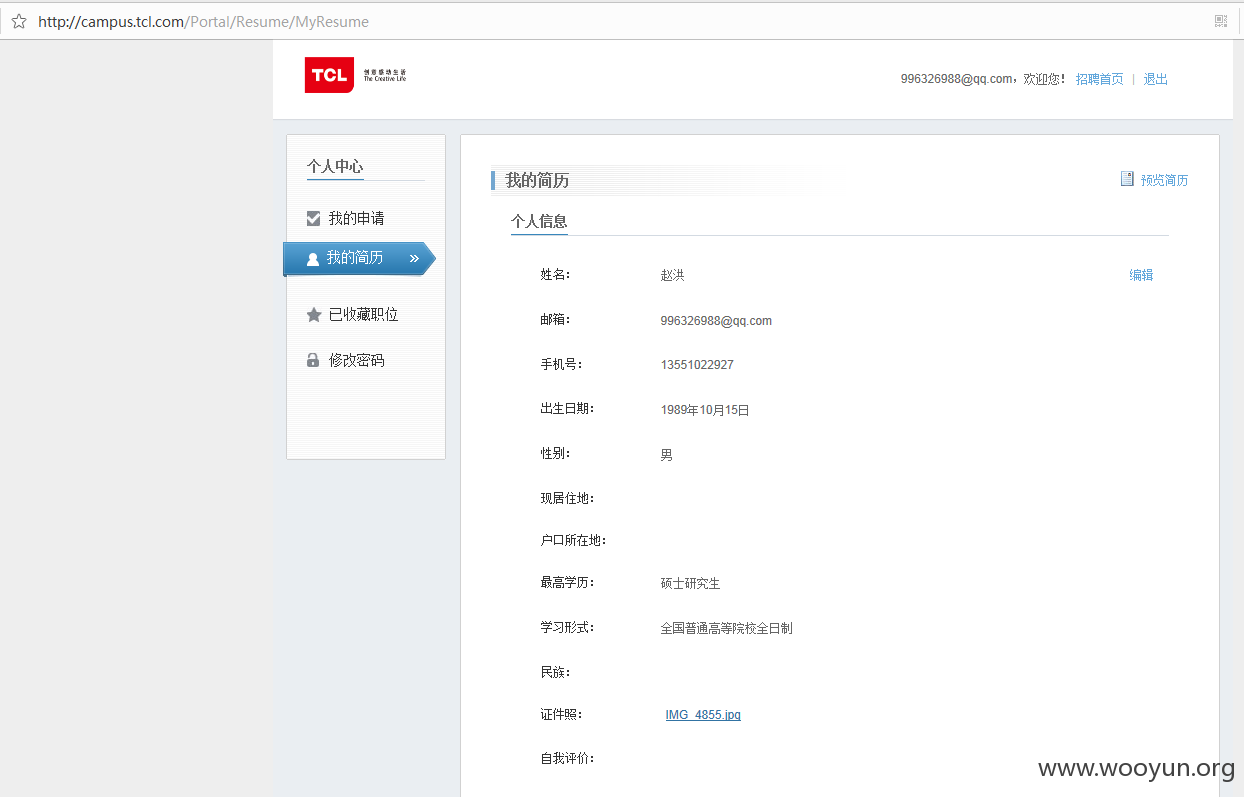 http://campus.tcl.com/Portal/Resume/MyResume
TCL 创意感动生活
The Creative Life
996326988@qq.com，欢迎您！ 招聘首页 | 退出
个人中心
我的申请
我的简历 »
已收藏职位
修改密码
我的简历 预览简历
个人信息
姓名： 赵洪 编辑
邮箱： 996326988@qq.com
手机号： 13551022927
出生日期： 1989年10月15日
性别： 男
现居住地：
户口所在地：
最高学历： 硕士研究生
学习形式： 全国普通高等院校全日制
民族：
证件照： IMG_4855.jpg
自我评价：
www.wooyun.org